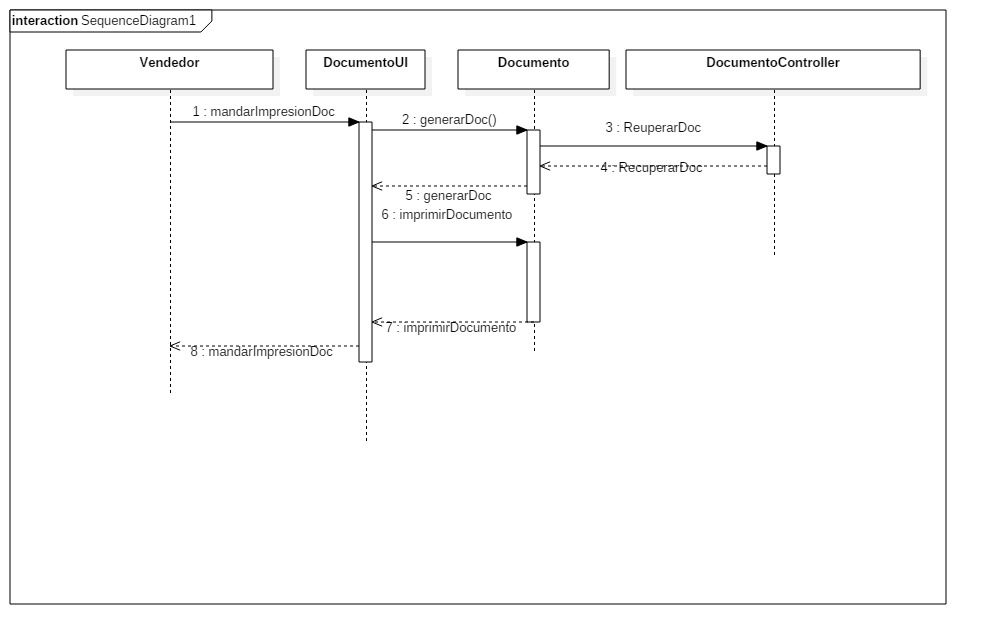 interaction SequenceDiagram1
Vendedor
DocumentoUI
Documento
DocumentoController
1 : mandarImpresionDoc
2 : generarDoc()
3 : ReuperarDoc
4 : RecuperarDoc
5 : generarDoc
6 : imprimirDocumento
7 : imprimirDocumento
8 : mandarImpresionDoc